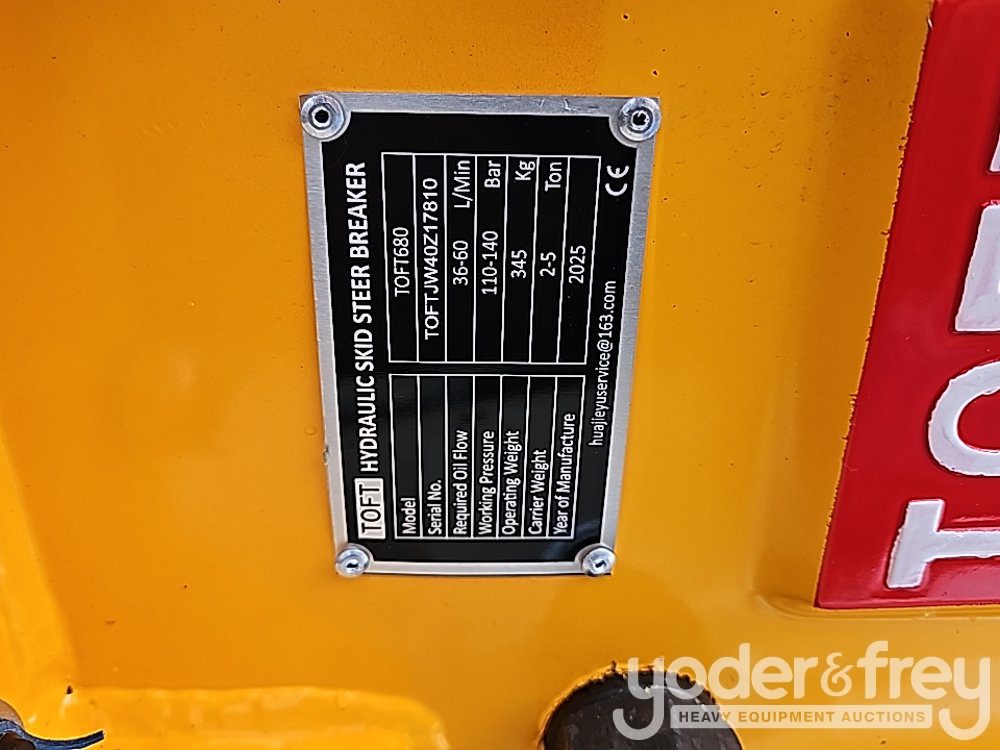 TOFT HYDRAULIC SKID STEER BREAKER
Model TOFT680
Serial No. TOFTJW40Z17810
Required Oil Flow 36-60 L/Min
Working Pressure 110-140 Bar
Operating Weight 345 Kg
Carrier Weight 2-5 Ton
Year of Manufacture 2025
huajieyuservice@163.com CE
yoder&frey
HEAVY EQUIPMENT AUCTIONS